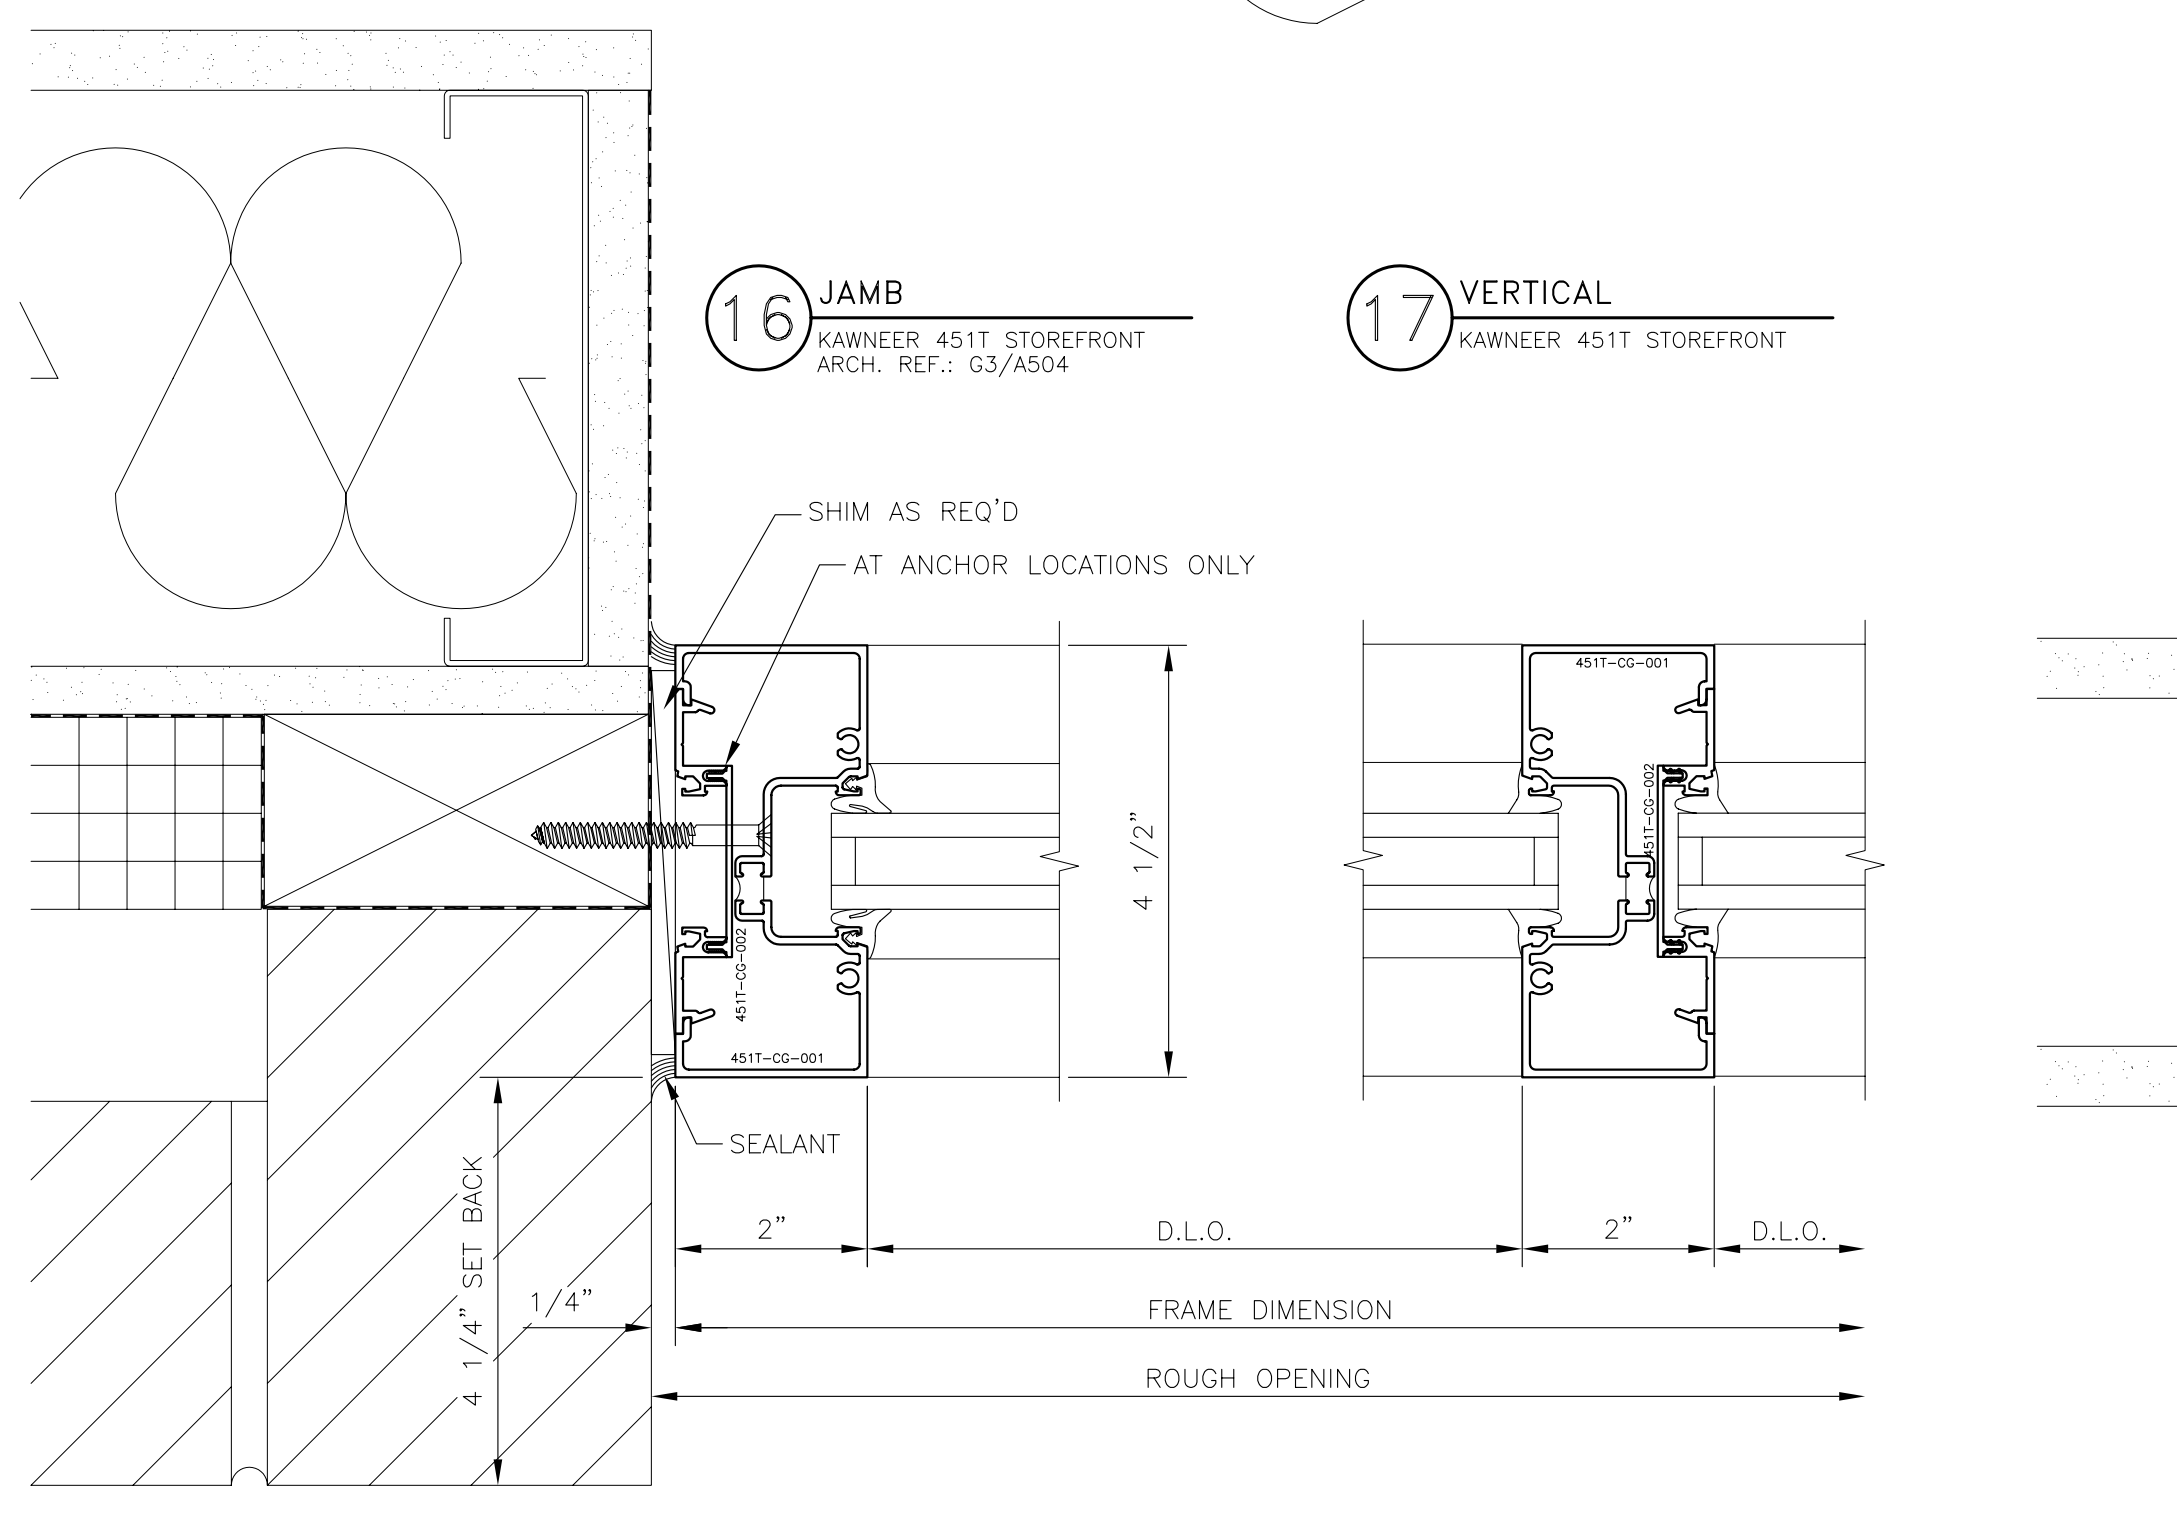 16
JAMB
KAWNEER 451T STOREFRONT
ARCH. REF.: G3/A504
17
VERTICAL
KAWNEER 451T STOREFRONT
SHIM AS REQ'D
AT ANCHOR LOCATIONS ONLY
451T-CG-001
451T-CG-002
4 1/2"
451T-CG-002
451T-CG-001
SEALANT
4 1/4" SET BACK
2"
D.L.O.
2"
D.L.O.
1/4"
FRAME DIMENSION
ROUGH OPENING